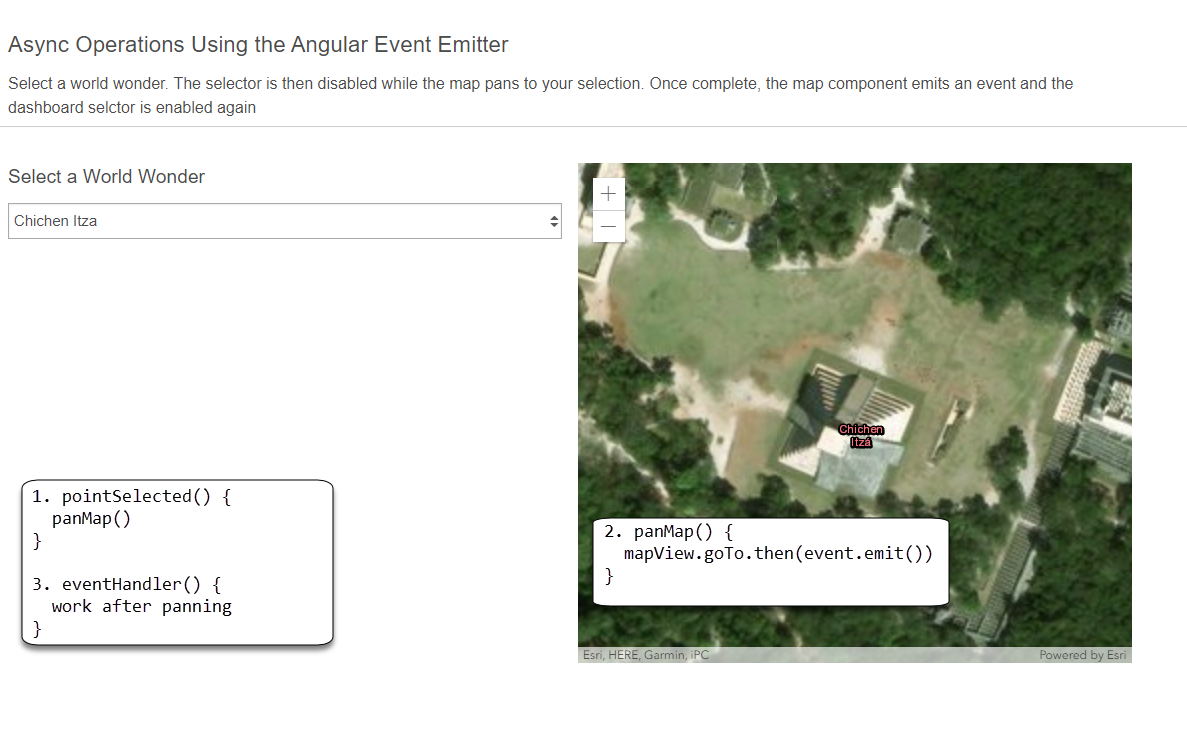 Async Operations Using the Angular Event Emitter
Select a world wonder. The selector is then disabled while the map pans to your selection. Once complete, the map component emits an event and the
dashboard selctor is enabled again
Select a World Wonder
Chichen Itza
1. pointSelected() {
panMap()
}
3. eventHandler() {
work after panning
}
+
−
Chichen
Itzá
2. panMap() {
mapView.goTo.then(event.emit())
}
Esri, HERE, Garmin, iPC
Powered by Esri